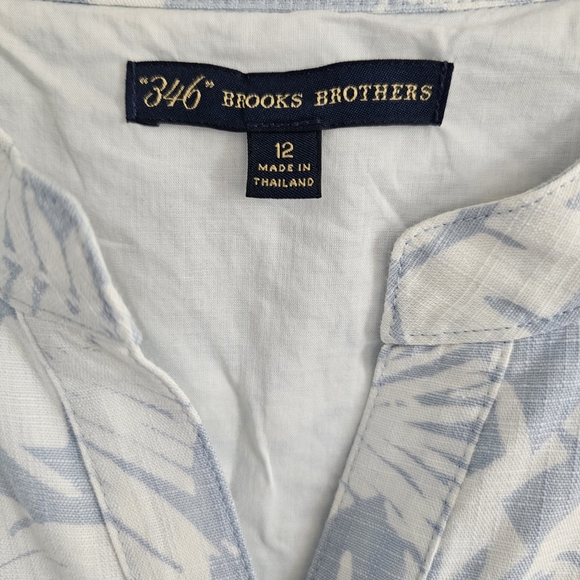 "346" BROOKS BROTHERS
12
MADE IN
THAILAND